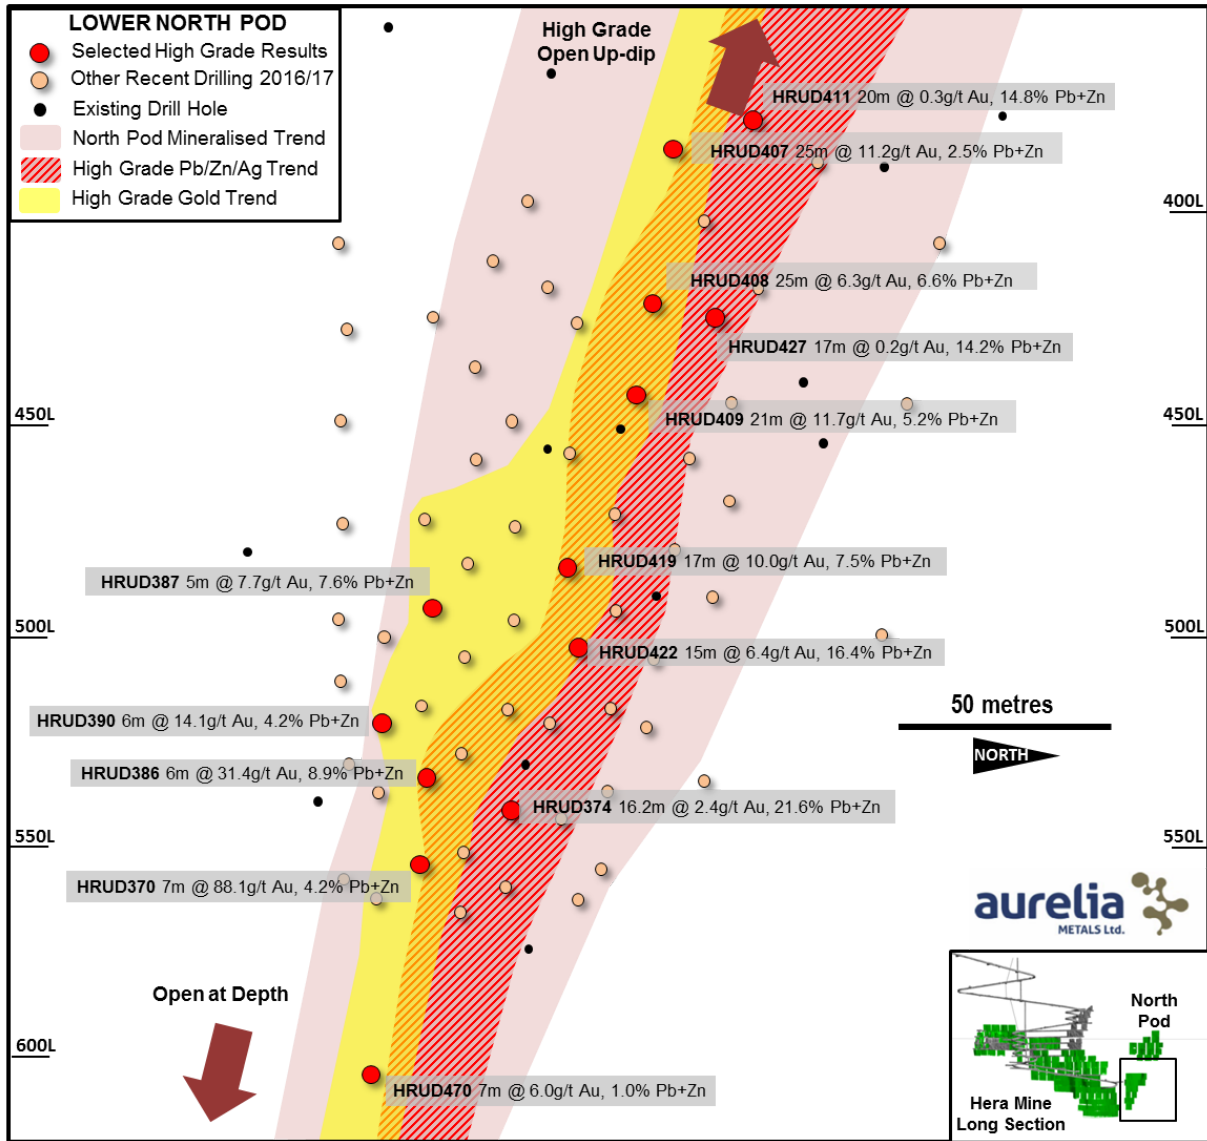 LOWER NORTH POD
Selected High Grade Results
Other Recent Drilling 2016/17
Existing Drill Hole
North Pod Mineralised Trend
High Grade Pb/Zn/Ag Trend
High Grade Gold Trend
High Grade
Open Up-dip
HRUD411 20m @ 0.3g/t Au, 14.8% Pb+Zn
HRUD407 25m @ 11.2g/t Au, 2.5% Pb+Zn
400L
400L
HRUD408 25m @ 6.3g/t Au, 6.6% Pb+Zn
HRUD427 17m @ 0.2g/t Au, 14.2% Pb+Zn
450L
HRUD409 21m @ 11.7g/t Au, 5.2% Pb+Zn
450L
HRUD419 17m @ 10.0g/t Au, 7.5% Pb+Zn
HRUD387 5m @ 7.7g/t Au, 7.6% Pb+Zn
500L
500L
HRUD422 15m @ 6.4g/t Au, 16.4% Pb+Zn
HRUD390 6m @ 14.1g/t Au, 4.2% Pb+Zn
50 metres
NORTH
HRUD386 6m @ 31.4g/t Au, 8.9% Pb+Zn
HRUD374 16.2m @ 2.4g/t Au, 21.6% Pb+Zn
550L
550L
HRUD370 7m @ 88.1g/t Au, 4.2% Pb+Zn
aurelia
METALS Ltd.
Open at Depth
600L
HRUD470 7m @ 6.0g/t Au, 1.0% Pb+Zn
North
Pod
Hera Mine
Long Section